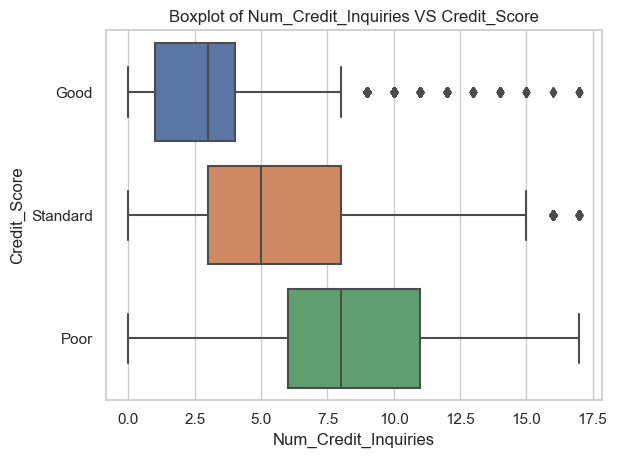 Boxplot of Num_Credit_Inquiries VS Credit_Score
Good
Standard
Poor
Credit_Score
0.0 2.5 5.0 7.5 10.0 12.5 15.0 17.5
Num_Credit_Inquiries